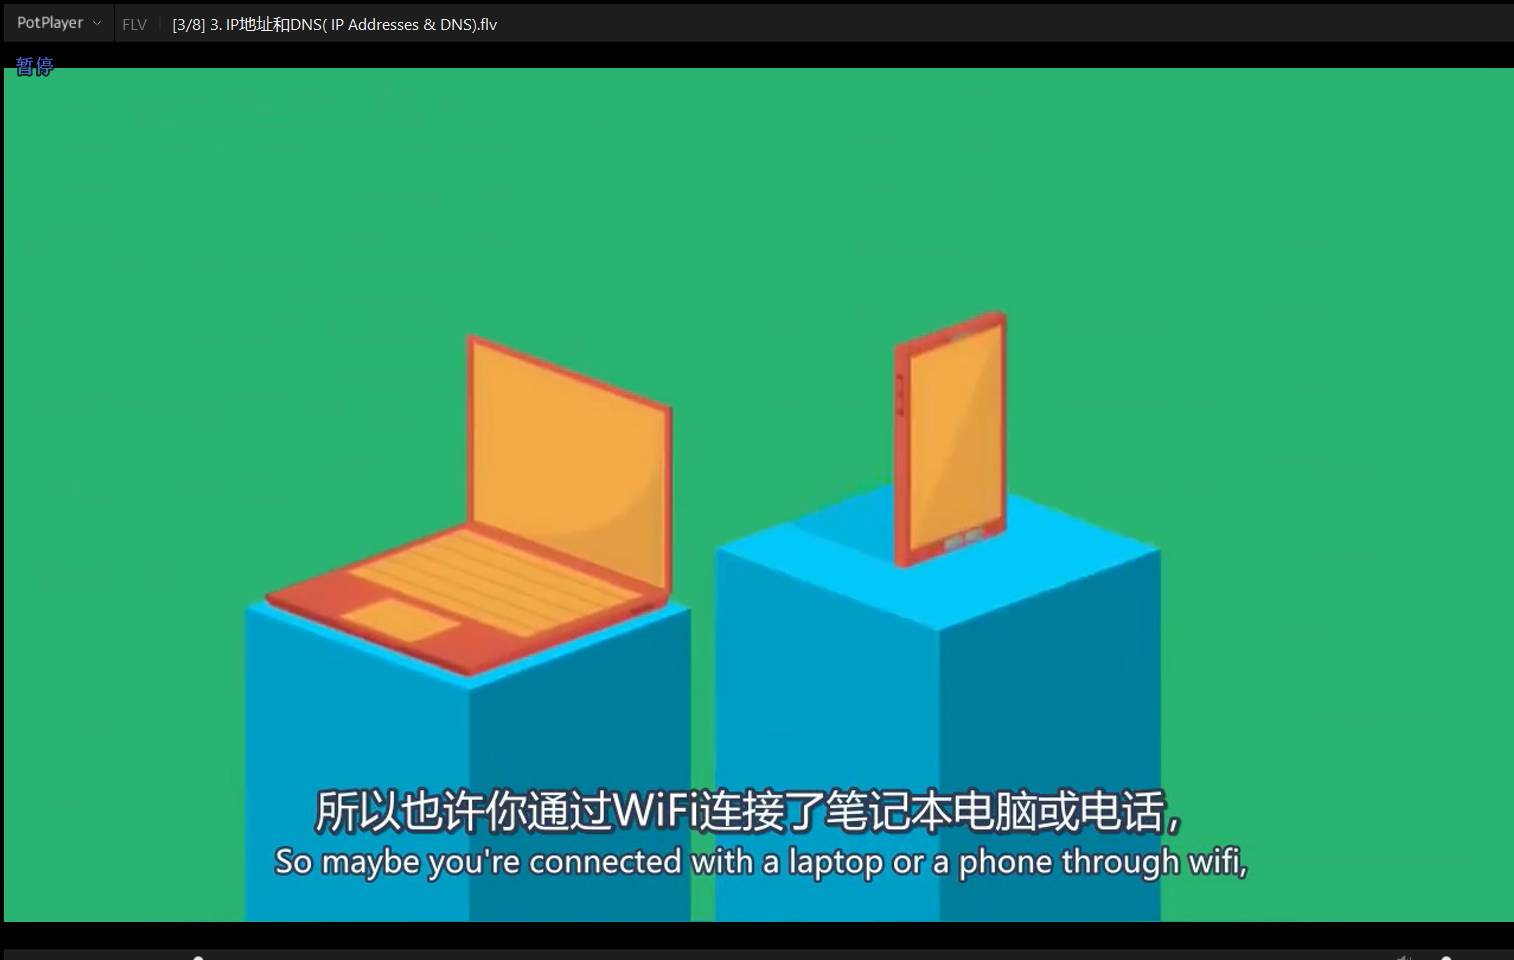 PotPlayer FLV [3/8] 3. IP地址和DNS( IP Addresses & DNS).flv
暂停
所以也许你通过WiFi连接了笔记本电脑或电话，
So maybe you're connected with a laptop or a phone through wifi,